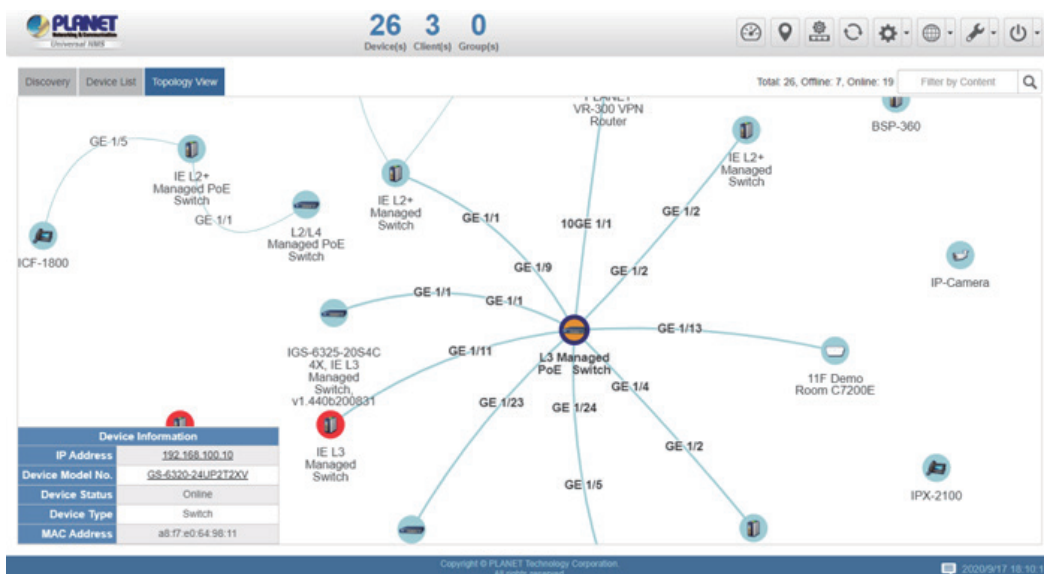 PLANET
Networking & Communication
Universal NMS
26 3 0
Device(s) Client(s) Group(s)
Discovery Device List Topology View
Total: 26, Offline: 7, Online: 19
Filter by Content
VR-300 VPN
Router
BSP-360
GE 1/5
IE L2+
Managed PoE
Switch
GE 1/1
ICF-1800
L2/L4
Managed PoE
Switch
IE L2+
Managed
Switch
GE 1/1
GE 1/9
10GE 1/1
GE 1/2
GE 1/2
IE L2+
Managed
Switch
IP-Camera
GE 1/1
GE 1/1
IGS-6325-20S4C
4X, IE L3
Managed
Switch,
v1.440b200831
GE 1/11
L3 Managed
PoE Switch
GE 1/13
11F Demo
Room C7200E
GE 1/4
GE 1/23
GE 1/24
IE L3
Managed
Switch
GE 1/2
GE 1/5
IPX-2100
Device Information
IP Address 192.168.100.10
Device Model No. GS-6320-24UP2T2XV
Device Status Online
Device Type Switch
MAC Address a8:f7:e0:64:98:11
Copyright © PLANET Technology Corporation.
All rights reserved
2020/9/17 18:10:1